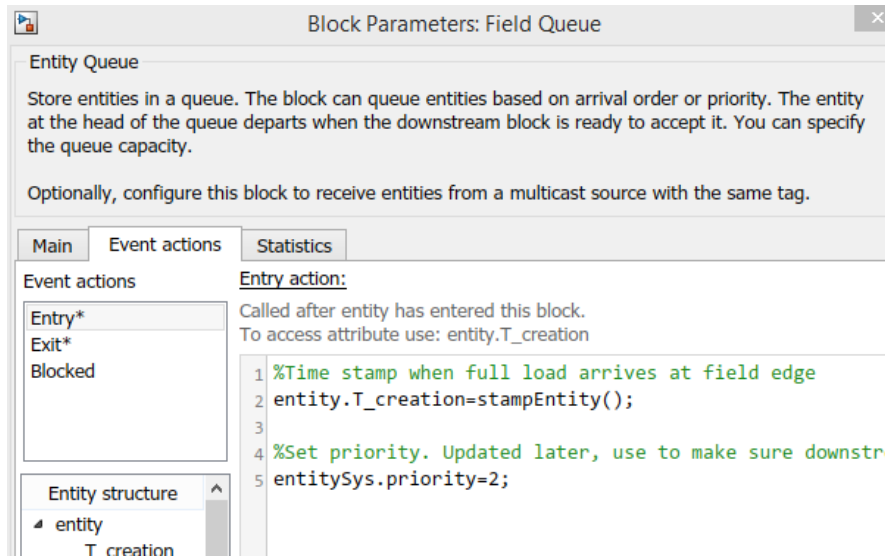 Block Parameters: Field Queue
Entity Queue
Store entities in a queue. The block can queue entities based on arrival order or priority. The entity
at the head of the queue departs when the downstream block is ready to accept it. You can specify
the queue capacity.
Optionally, configure this block to receive entities from a multicast source with the same tag.
Main Event actions Statistics
Event actions
Entry*
Exit*
Blocked
Entry action:
Called after entity has entered this block.
To access attribute use: entity.T_creation
1 %Time stamp when full load arrives at field edge
2 entity.T_creation=stampEntity();
3
4 %Set priority. Updated later, use to make sure downstr
5 entitySys.priority=2;
Entity structure
entity
T_creation